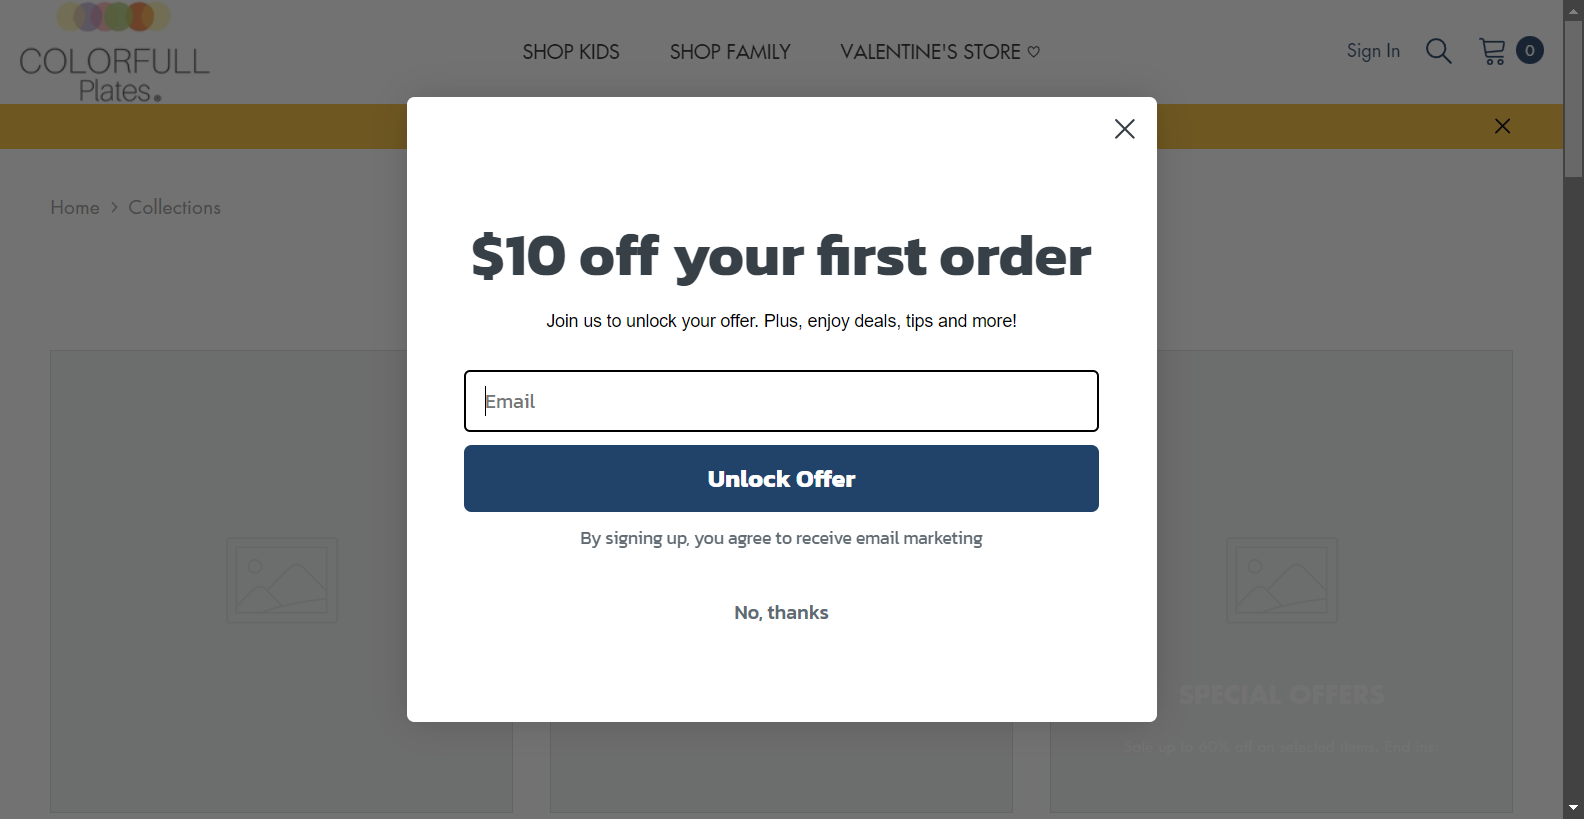 COLORFULL
Plates.
SHOP KIDS
SHOP FAMILY
VALENTINE'S STORE ♡
Sign In
0
Home > Collections
$10 off your first order
Join us to unlock your offer. Plus, enjoy deals, tips and more!
Email
Unlock Offer
By signing up, you agree to receive email marketing
No, thanks
SPECIAL OFFERS
Sale up to 60% off on selected items.